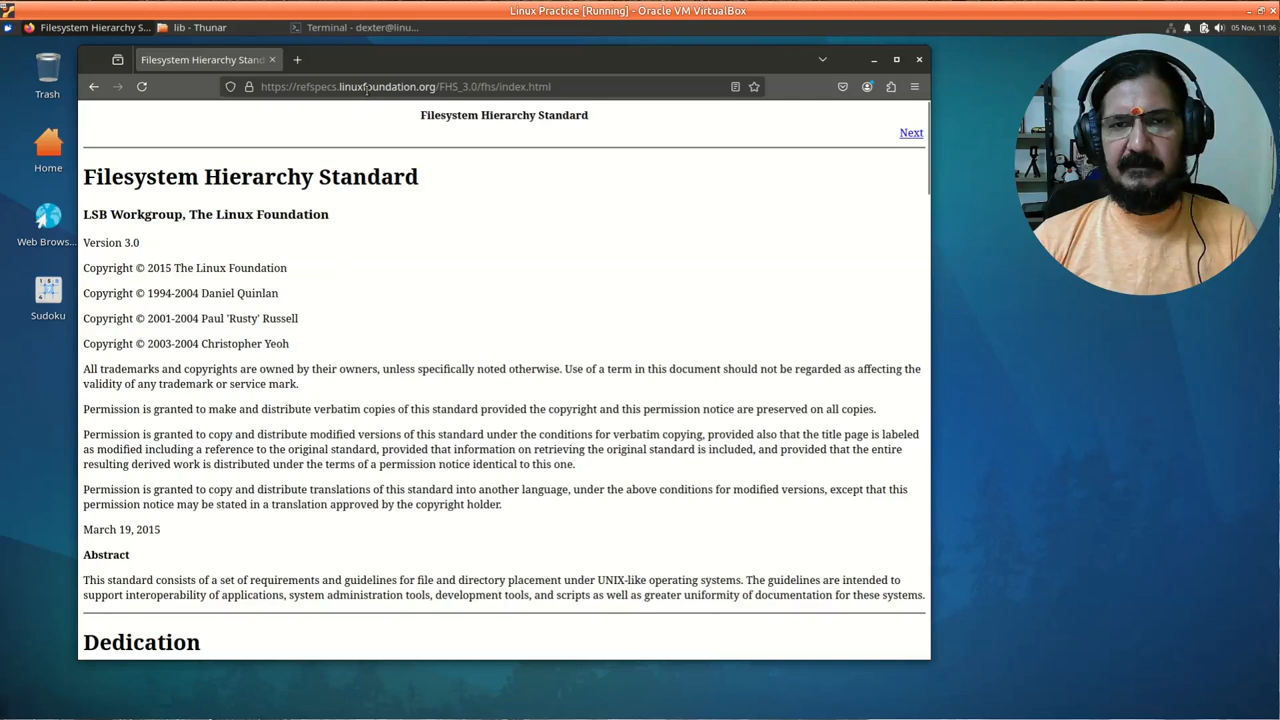 Linux Practice [Running] - Oracle VM VirtualBox
Filesystem Hierarchy S...
lib - Thunar
Terminal - dexter@linu...
05 Nov, 11:06
Trash
Home
Web Brows...
Sudoku
Filesystem Hierarchy Stand
https://refspecs.linuxfoundation.org/FHS_3.0/fhs/index.html
Filesystem Hierarchy Standard
Next
Filesystem Hierarchy Standard
LSB Workgroup, The Linux Foundation
Version 3.0
Copyright © 2015 The Linux Foundation
Copyright © 1994-2004 Daniel Quinlan
Copyright © 2001-2004 Paul 'Rusty' Russell
Copyright © 2003-2004 Christopher Yeoh
All trademarks and copyrights are owned by their owners, unless specifically noted otherwise. Use of a term in this document should not be regarded as affecting the
validity of any trademark or service mark.
Permission is granted to make and distribute verbatim copies of this standard provided the copyright and this permission notice are preserved on all copies.
Permission is granted to copy and distribute modified versions of this standard under the conditions for verbatim copying, provided also that the title page is labeled
as modified including a reference to the original standard, provided that information on retrieving the original standard is included, and provided that the entire
resulting derived work is distributed under the terms of a permission notice identical to this one.
Permission is granted to copy and distribute translations of this standard into another language, under the above conditions for modified versions, except that this
permission notice may be stated in a translation approved by the copyright holder.
March 19, 2015
Abstract
This standard consists of a set of requirements and guidelines for file and directory placement under UNIX-like operating systems. The guidelines are intended to
support interoperability of applications, system administration tools, development tools, and scripts as well as greater uniformity of documentation for these systems.
Dedication